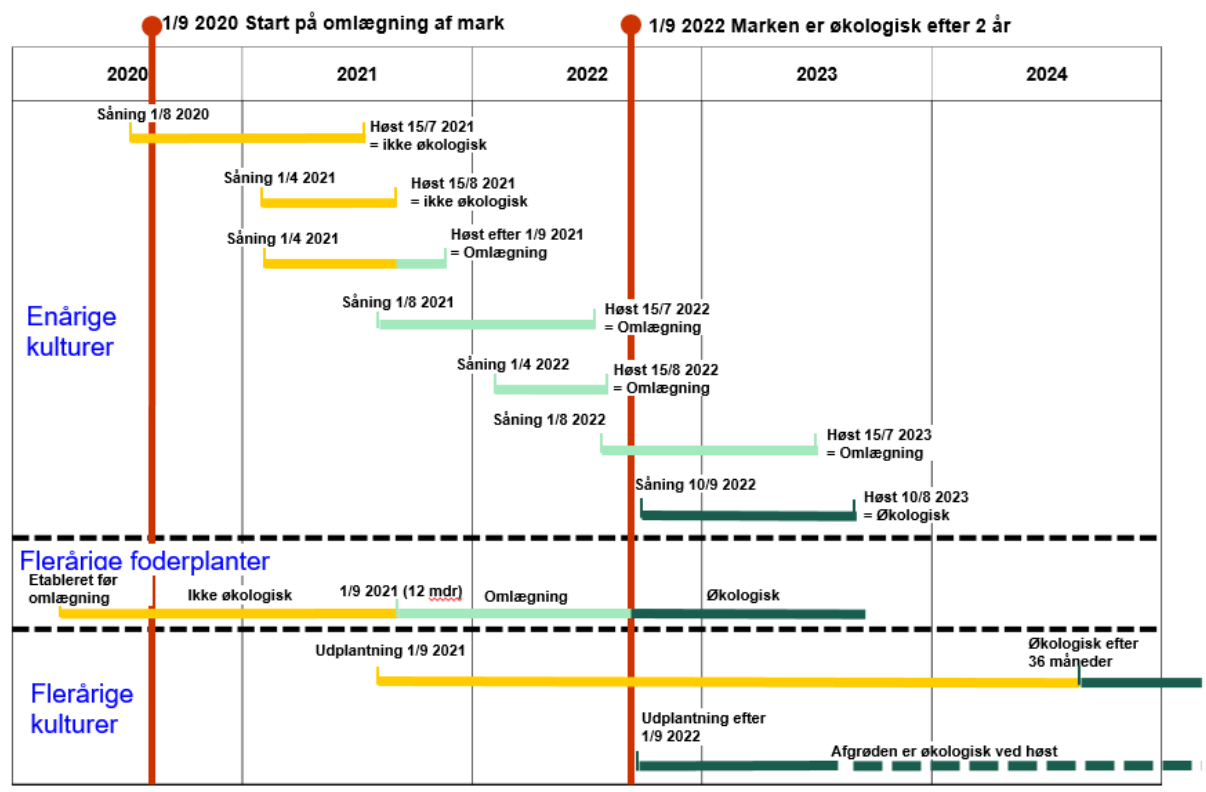 1/9 2020 Start på omlægning af mark
1/9 2022 Marken er økologisk efter 2 år
2020
2021
2022
2023
2024
Såning 1/8 2020
Høst 15/7 2021
= ikke økologisk
Såning 1/4 2021
Høst 15/8 2021
= ikke økologisk
Såning 1/4 2021
Høst efter 1/9 2021
= Omlægning
Enårige
kulturer
Såning 1/8 2021
Høst 15/7 2022
= Omlægning
Såning 1/4 2022
Høst 15/8 2022
= Omlægning
Såning 1/8 2022
Høst 15/7 2023
= Omlægning
Såning 10/9 2022
Høst 10/8 2023
= Økologisk
Flerårige foderplanter
Etableret før
omlægning
Ikke økologisk
1/9 2021 (12 mdr)
Omlægning
Økologisk
Flerårige
kulturer
Udplantning 1/9 2021
Økologisk efter
36 måneder
Udplantning efter
1/9 2022
Afgrøden er økologisk ved høst